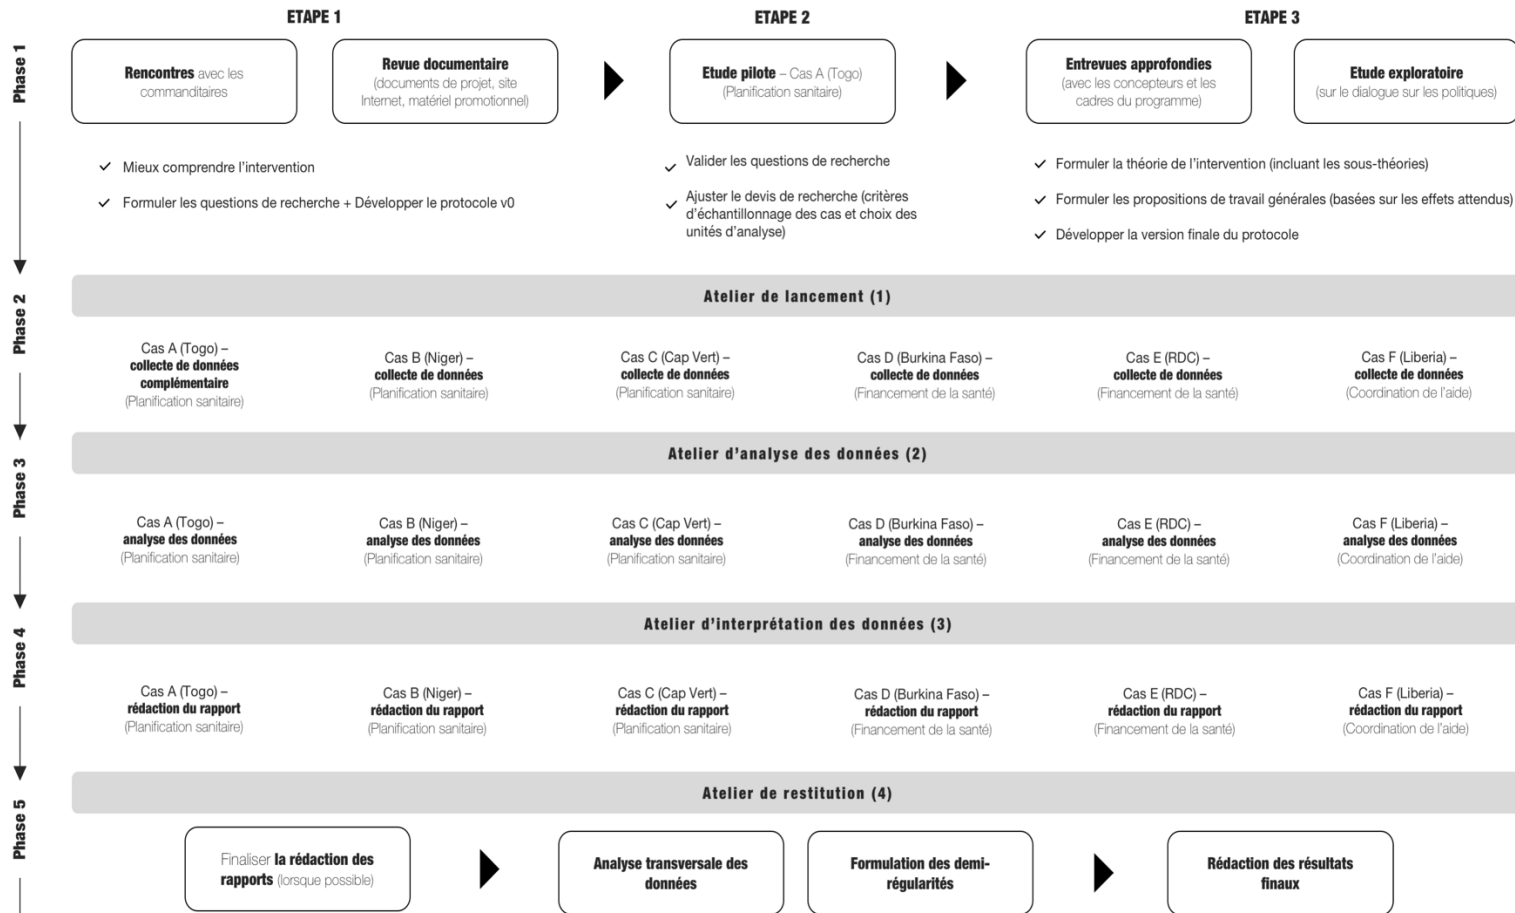 ETAPE 1
ETAPE 2
ETAPE 3
Phase 1
Rencontres avec les
commanditaires
Revue documentaire
(documents de projet, site
Internet, matériel promotionnel)
Etude pilote – Cas A (Togo)
(Planification sanitaire)
Entrevues approfondies
(avec les concepteurs et les
cadres du programme)
Etude exploratoire
(sur le dialogue sur les politiques)
✓ Mieux comprendre l'intervention
✓ Formuler les questions de recherche + Développer le protocole v0
✓ Valider les questions de recherche
✓ Ajuster le devis de recherche (critères
d'échantillonnage des cas et choix des
unités d'analyse)
✓ Formuler la théorie de l'intervention (incluant les sous-théories)
✓ Formuler les propositions de travail générales (basées sur les effets attendus)
✓ Développer la version finale du protocole
Phase 2
Atelier de lancement (1)
Cas A (Togo) –
collecte de données
complémentaire
(Planification sanitaire)
Cas B (Niger) –
collecte de données
(Planification sanitaire)
Cas C (Cap Vert) –
collecte de données
(Planification sanitaire)
Cas D (Burkina Faso) –
collecte de données
(Financement de la santé)
Cas E (RDC) –
collecte de données
(Financement de la santé)
Cas F (Liberia) –
collecte de données
(Coordination de l'aide)
Phase 3
Atelier d'analyse des données (2)
Cas A (Togo) –
analyse des données
(Planification sanitaire)
Cas B (Niger) –
analyse des données
(Planification sanitaire)
Cas C (Cap Vert) –
analyse des données
(Planification sanitaire)
Cas D (Burkina Faso) –
analyse des données
(Financement de la santé)
Cas E (RDC) –
analyse des données
(Financement de la santé)
Cas F (Liberia) –
analyse des données
(Coordination de l'aide)
Phase 4
Atelier d'interprétation des données (3)
Cas A (Togo) –
rédaction du rapport
(Planification sanitaire)
Cas B (Niger) –
rédaction du rapport
(Planification sanitaire)
Cas C (Cap Vert) –
rédaction du rapport
(Planification sanitaire)
Cas D (Burkina Faso) –
rédaction du rapport
(Financement de la santé)
Cas E (RDC) –
rédaction du rapport
(Financement de la santé)
Cas F (Liberia) –
rédaction du rapport
(Coordination de l'aide)
Phase 5
Atelier de restitution (4)
Finaliser la rédaction des
rapports (lorsque possible)
Analyse transversale des
données
Formulation des demi-
régularités
Rédaction des résultats
finaux